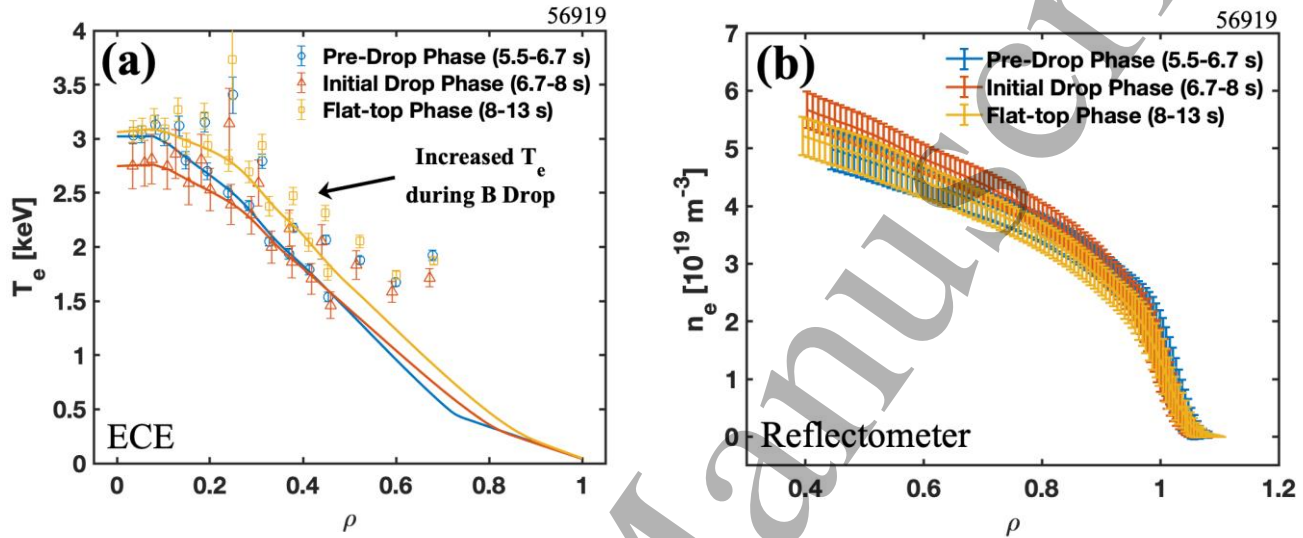 56919
(a)
Pre-Drop Phase (5.5-6.7 s)
Initial Drop Phase (6.7-8 s)
Flat-top Phase (8-13 s)
Increased T_e
during B Drop
ECE
T_e [keV]
4
3.5
3
2.5
2
1.5
1
0.5
0
0 0.2 0.4 0.6 0.8 1
ρ
56919
(b)
Pre-Drop Phase (5.5-6.7 s)
Initial Drop Phase (6.7-8 s)
Flat-top Phase (8-13 s)
Reflectometer
n_e [10^19 m^-3]
7
6
5
4
3
2
1
0
0.4 0.6 0.8 1 1.2
ρ
Manuscri